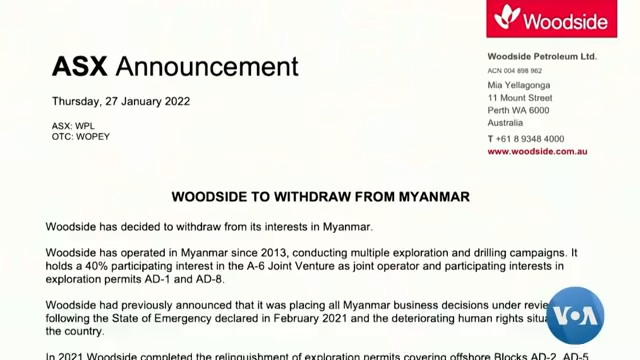 Woodside
ASX Announcement
Thursday, 27 January 2022
ASX: WPL
OTC: WOPEY
Woodside Petroleum Ltd.
ACN 004 898 962
Mia Yellagonga
11 Mount Street
Perth WA 6000
Australia
T +61 8 9348 4000
www.woodside.com.au
WOODSIDE TO WITHDRAW FROM MYANMAR
Woodside has decided to withdraw from its interests in Myanmar.
Woodside has operated in Myanmar since 2013, conducting multiple exploration and drilling campaigns. It
holds a 40% participating interest in the A-6 Joint Venture as joint operator and participating interests in
exploration permits AD-1 and AD-8.
Woodside had previously announced that it was placing all Myanmar business decisions under
following the State of Emergency declared in February 2021 and the deteriorating human rights
the country.
In 2021 Woodside completed the relinquishment of exploration permits covering offshore Blocks AD-2, AD-5
VOA